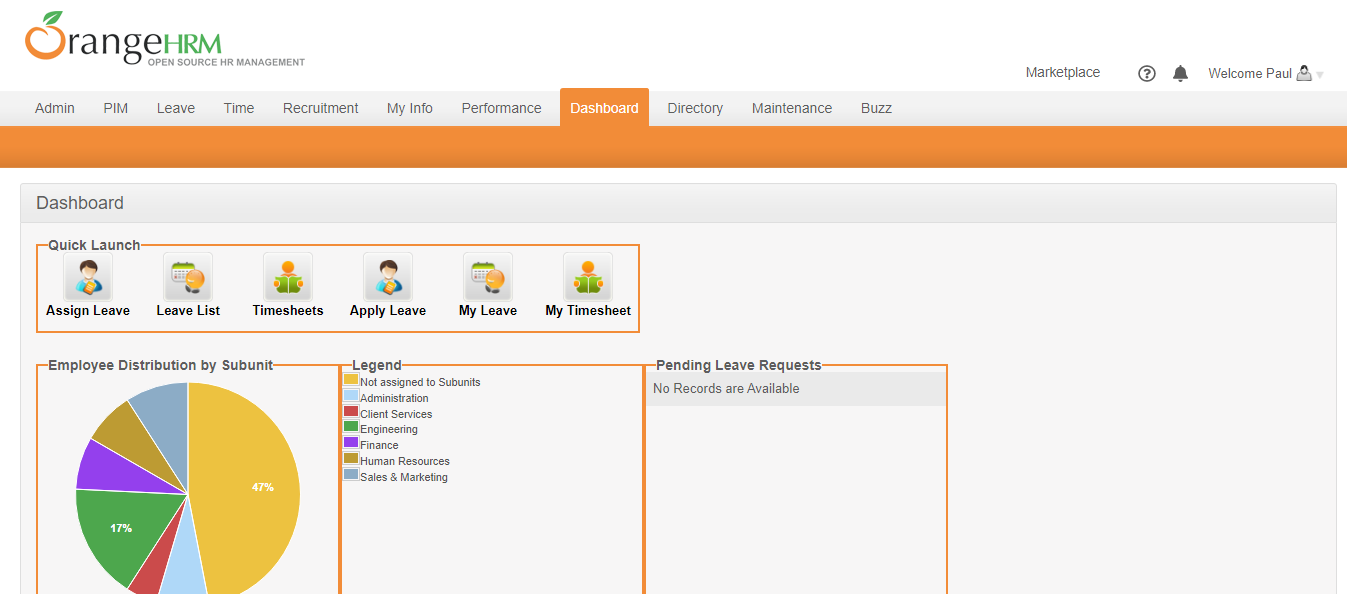 OrangeHRM
OPEN SOURCE HR MANAGEMENT
Marketplace ? Welcome Paul
Admin PIM Leave Time Recruitment My Info Performance Dashboard Directory Maintenance Buzz
Dashboard
Quick Launch
Assign Leave Leave List Timesheets Apply Leave My Leave My Timesheet
Employee Distribution by Subunit
47%
17%
Legend
Not assigned to Subunits
Administration
Client Services
Engineering
Finance
Human Resources
Sales & Marketing
Pending Leave Requests
No Records are Available